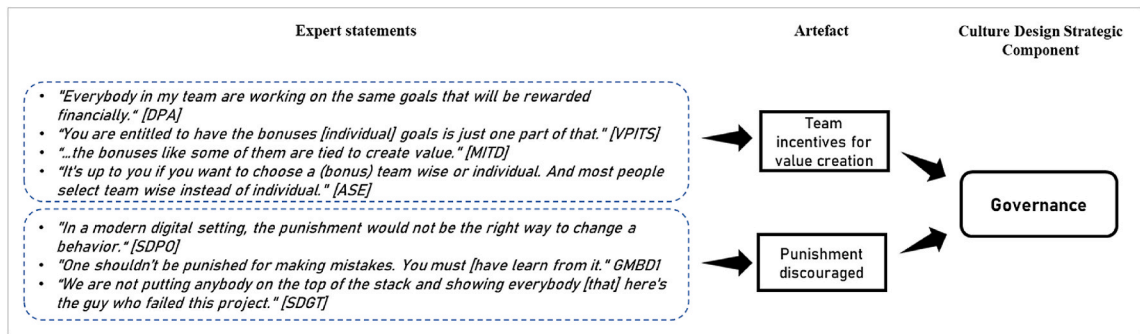 Expert statements
Artefact
Culture Design Strategic
Component
• "Everybody in my team are working on the same goals that will be rewarded
financially." [DPA]
• "You are entitled to have the bonuses [individual] goals is just one part of that." [VPITS]
• "...the bonuses like some of them are tied to create value." [MITD]
• "It's up to you if you want to choose a (bonus) team wise or individual. And most people
select team wise instead of individual." [ASE]
Team
incentives for
value creation
Governance
• "In a modern digital setting, the punishment would not be the right way to change a
behavior." [SDPO]
• "One shouldn't be punished for making mistakes. You must [have learn from it." GMBD1
• "We are not putting anybody on the top of the stack and showing everybody [that] here's
the guy who failed this project." [SDGT]
Punishment
discouraged